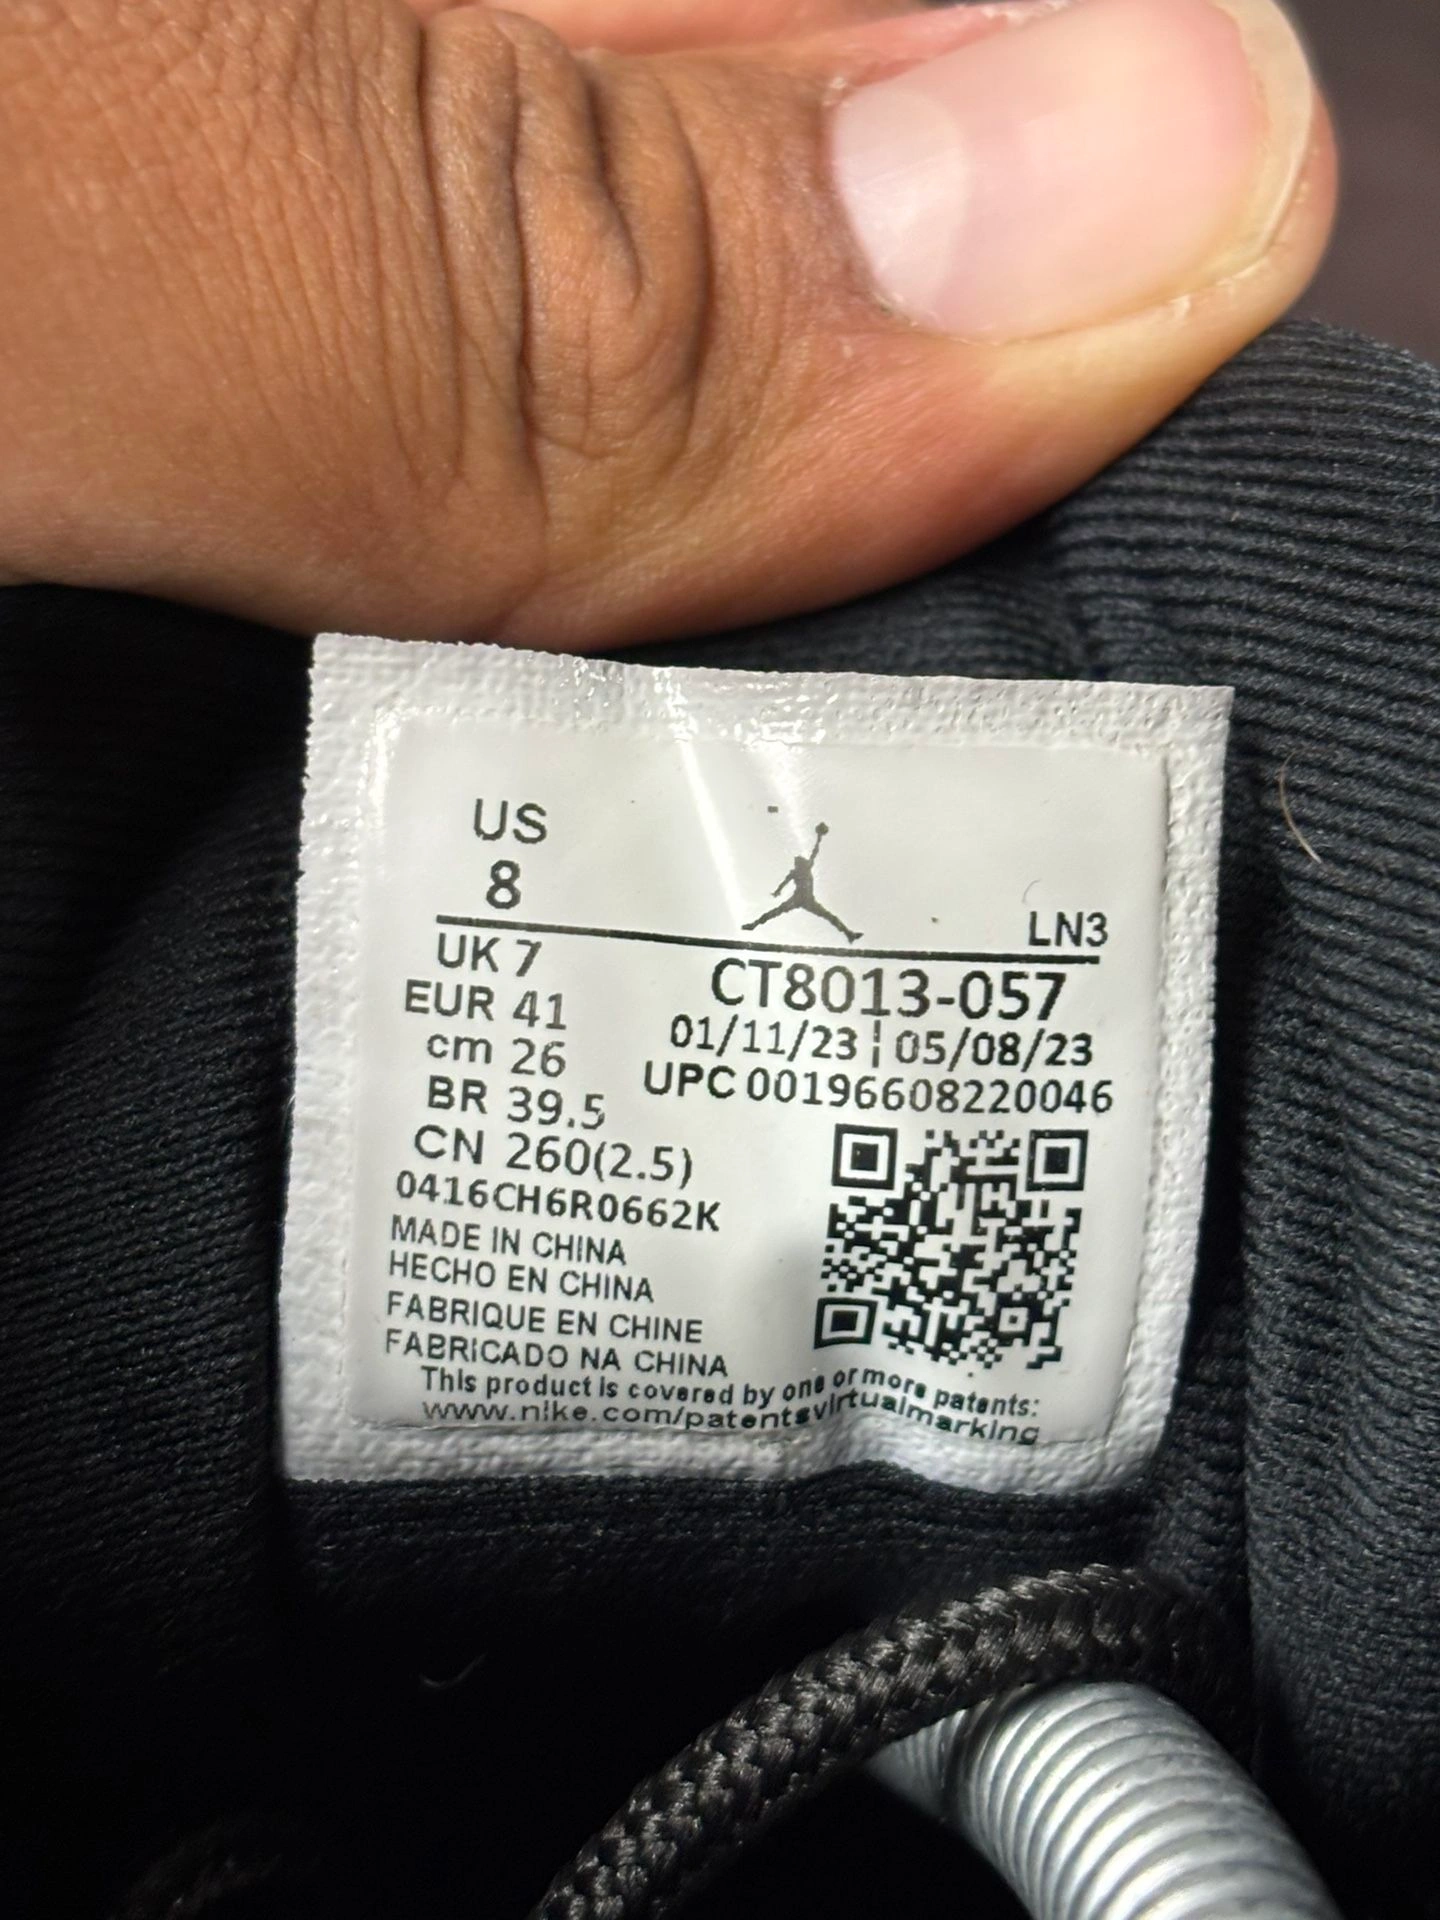 US
8
LN3
UK 7
EUR 41
cm 26
BR 39.5
CN 260(2.5)
0416CH6R0662K
CT8013-057
01/11/23 ¦ 05/08/23
UPC 00196608220046
MADE IN CHINA
HECHO EN CHINA
FABRIQUE EN CHINE
FABRICADO NA CHINA
This product is covered by one or more patents:
www.nike.com/patentsvirtualmarking